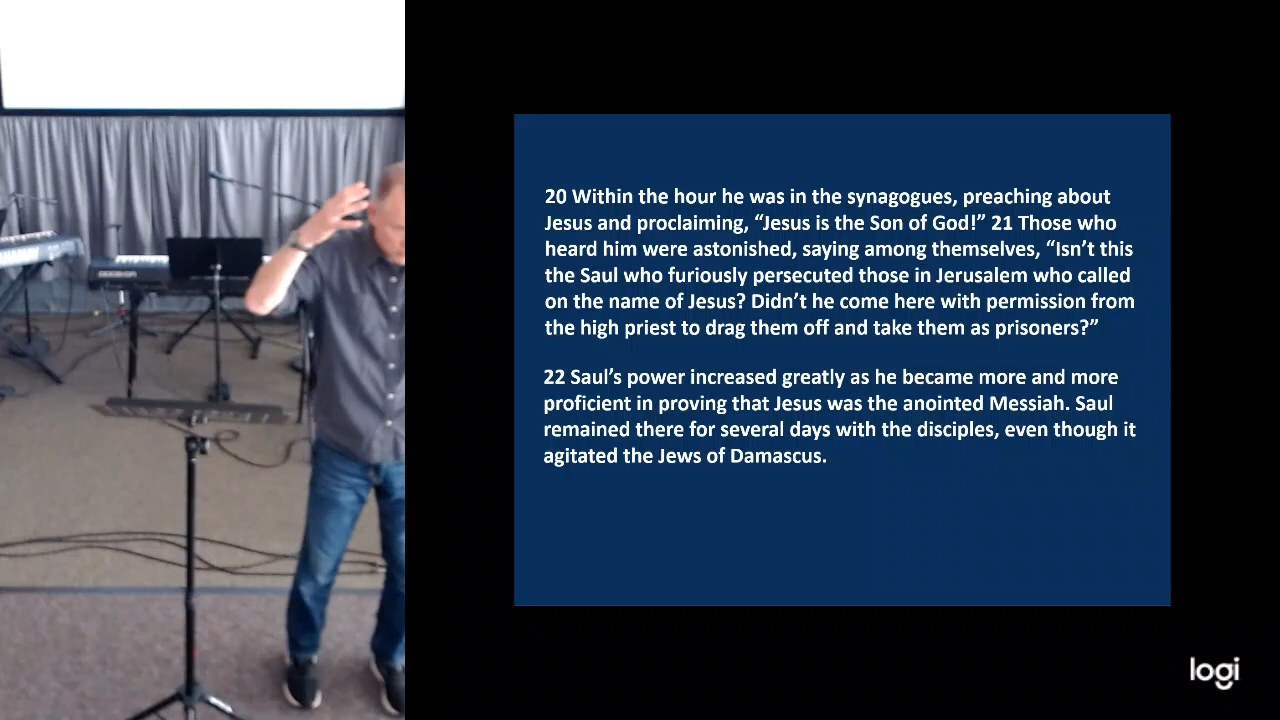 20 Within the hour he was in the synagogues, preaching about
Jesus and proclaiming, “Jesus is the Son of God!” 21 Those who
heard him were astonished, saying among themselves, “Isn’t this
the Saul who furiously persecuted those in Jerusalem who called
on the name of Jesus? Didn’t he come here with permission from
the high priest to drag them off and take them as prisoners?”
22 Saul’s power increased greatly as he became more and more
proficient in proving that Jesus was the anointed Messiah. Saul
remained there for several days with the disciples, even though it
agitated the Jews of Damascus.
logi